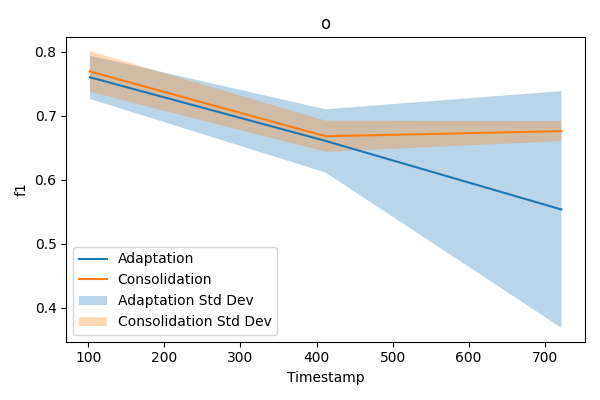 o
f1
0.8
0.7
0.6
0.5
0.4
Adaptation
Consolidation
Adaptation Std Dev
Consolidation Std Dev
100 200 300 400 500 600 700
Timestamp